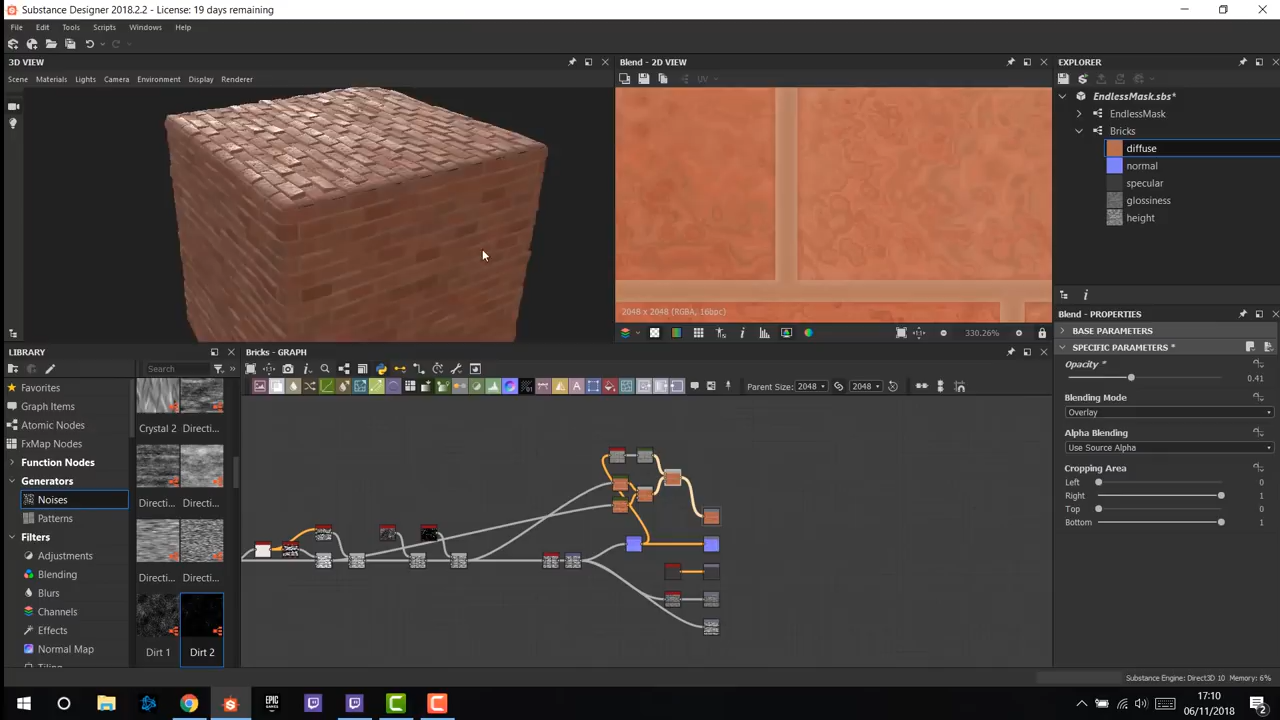 Substance Designer 2018.2.2 - License: 19 days remaining
File Edit Tools Scripts Windows Help
3D VIEW
Scene Materials Lights Camera Environment Display Renderer
Blend - 2D VIEW
UV
2048 x 2048 (RGBA, 16bpc)
330.26%
EXPLORER
EndlessMask.sbs*
EndlessMask
Bricks
diffuse
normal
specular
glossiness
height
LIBRARY
Search
Favorites
Graph Items
Atomic Nodes
FxMap Nodes
Function Nodes
Generators
Noises
Patterns
Filters
Adjustments
Blending
Blurs
Channels
Effects
Normal Map
Tiling
Crystal 2 Directi...
Directi... Directi...
Directi... Directi...
Dirt 1 Dirt 2
Bricks - GRAPH
Parent Size: 2048 2048
Blend - PROPERTIES
BASE PARAMETERS
SPECIFIC PARAMETERS *
Opacity *
0.41
Blending Mode
Overlay
Alpha Blending
Use Source Alpha
Cropping Area
Left 0
Right 1
Top 0
Bottom 1
Substance Engine: Direct3D 10 Memory: 6%
EPIC GAMES
17:10
06/11/2018
2